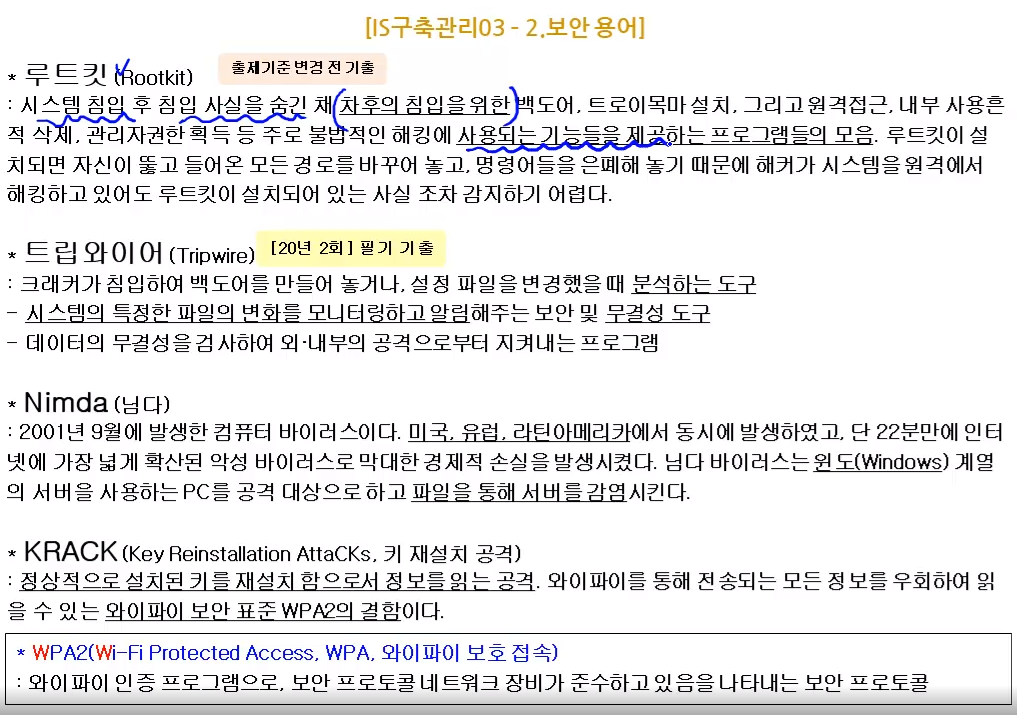 [IS구축관리03 - 2.보안 용어]
* 루트킷 (Rootkit) 출제기준 변경 전 기출
: 시스템 침입 후 침입 사실을 숨긴 채 차후의 침입을 위한 백도어, 트로이목마 설치, 그리고 원격접근, 내부 사용흔
적 삭제, 관리자권한 획득 등 주로 불법적인 해킹에 사용되는 기능들을 제공하는 프로그램들의 모음. 루트킷이 설
치되면 자신이 뚫고 들어온 모든 경로를 바꾸어 놓고, 명령어들을 은폐해 놓기 때문에 해커가 시스템을 원격에서
해킹하고 있어도 루트킷이 설치되어 있는 사실 조차 감지하기 어렵다.
* 트립와이어 (Tripwire) [20년 2회] 필기 기출
: 크래커가 침입하여 백도어를 만들어 놓거나, 설정 파일을 변경했을 때 분석하는 도구
- 시스템의 특정한 파일의 변화를 모니터링하고 알림해주는 보안 및 무결성 도구
- 데이터의 무결성을 검사하여 외·내부의 공격으로부터 지켜내는 프로그램
* Nimda (님다)
: 2001년 9월에 발생한 컴퓨터 바이러스이다. 미국, 유럽, 라틴아메리카에서 동시에 발생하였고, 단 22분만에 인터
넷에 가장 넓게 확산된 악성 바이러스로 막대한 경제적 손실을 발생시켰다. 님다 바이러스는 윈도(Windows) 계열
의 서버을 사용하는 PC를 공격 대상으로 하고 파일을 통해 서버를 감염시킨다.
* KRACK (Key Reinstallation AttaCKs, 키 재설치 공격)
: 정상적으로 설치된 키를 재설치 함으로서 정보를 읽는 공격. 와이파이를 통해 전송되는 모든 정보를 우회하여 읽
을 수 있는 와이파이 보안 표준 WPA2의 결함이다.
* WPA2(Wi-Fi Protected Access, WPA, 와이파이 보호 접속)
: 와이파이 인증 프로그램으로, 보안 프로토콜 네트워크 장비가 준수하고 있음을 나타내는 보안 프로토콜